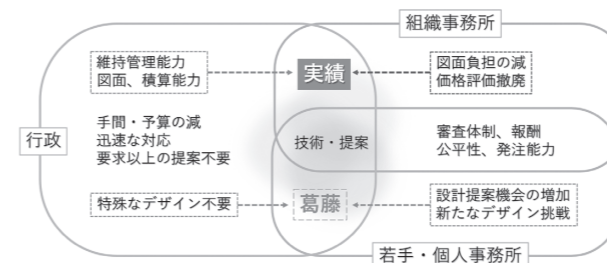 組織事務所
維持管理能力
図面、積算能力
実績
図面負担の減
価格評価撤廃
行政
手間・予算の減
迅速な対応
要求以上の提案不要
技術・提案
審査体制、報酬
公平性、発注能力
特殊なデザイン不要
葛藤
設計提案機会の増加
新たなデザイン挑戦
若手・個人事務所